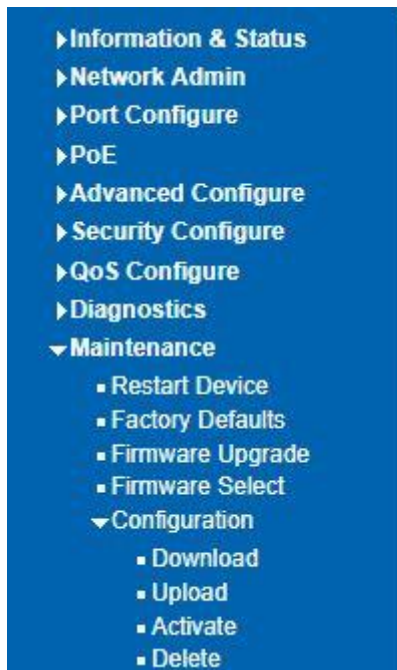 Information & Status
Network Admin
Port Configure
PoE
Advanced Configure
Security Configure
QoS Configure
Diagnostics
Maintenance
Restart Device
Factory Defaults
Firmware Upgrade
Firmware Select
Configuration
Download
Upload
Activate
Delete